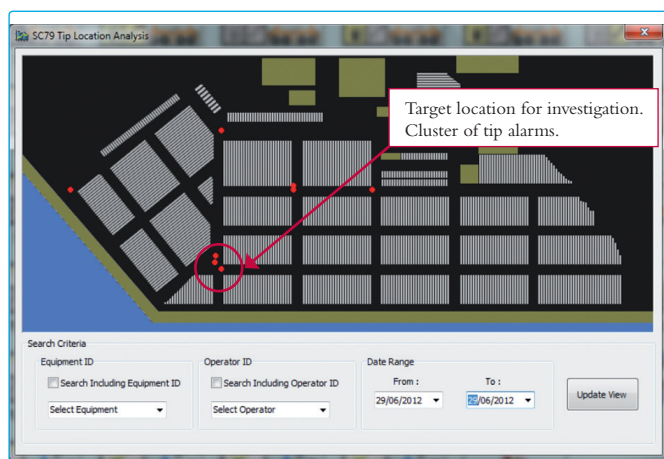 SC79 Tip Location Analysis
Target location for investigation.
Cluster of tip alarms.
Search Criteria
Equipment ID
Search Including Equipment ID
Select Equipment
Operator ID
Search Including Operator ID
Select Operator
Date Range
From :
To :
29/06/2012
29/06/2012
Update View